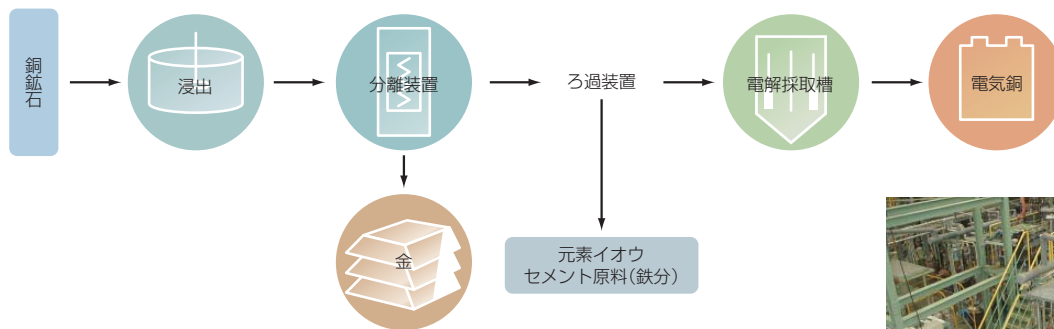 銅鉱石
浸出
分離装置
ろ過装置
電解採取槽
電気銅
金
元素イオウ
セメント原料(鉄分)